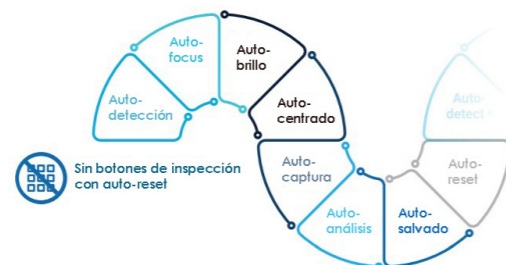 Auto-
detección
Auto-
focus
Auto-
brillo
Auto-
centrado
Auto-
captura
Auto-
análisis
Auto-
salvado
Auto-
reset
Auto-
Sin botones de inspección
con auto-reset